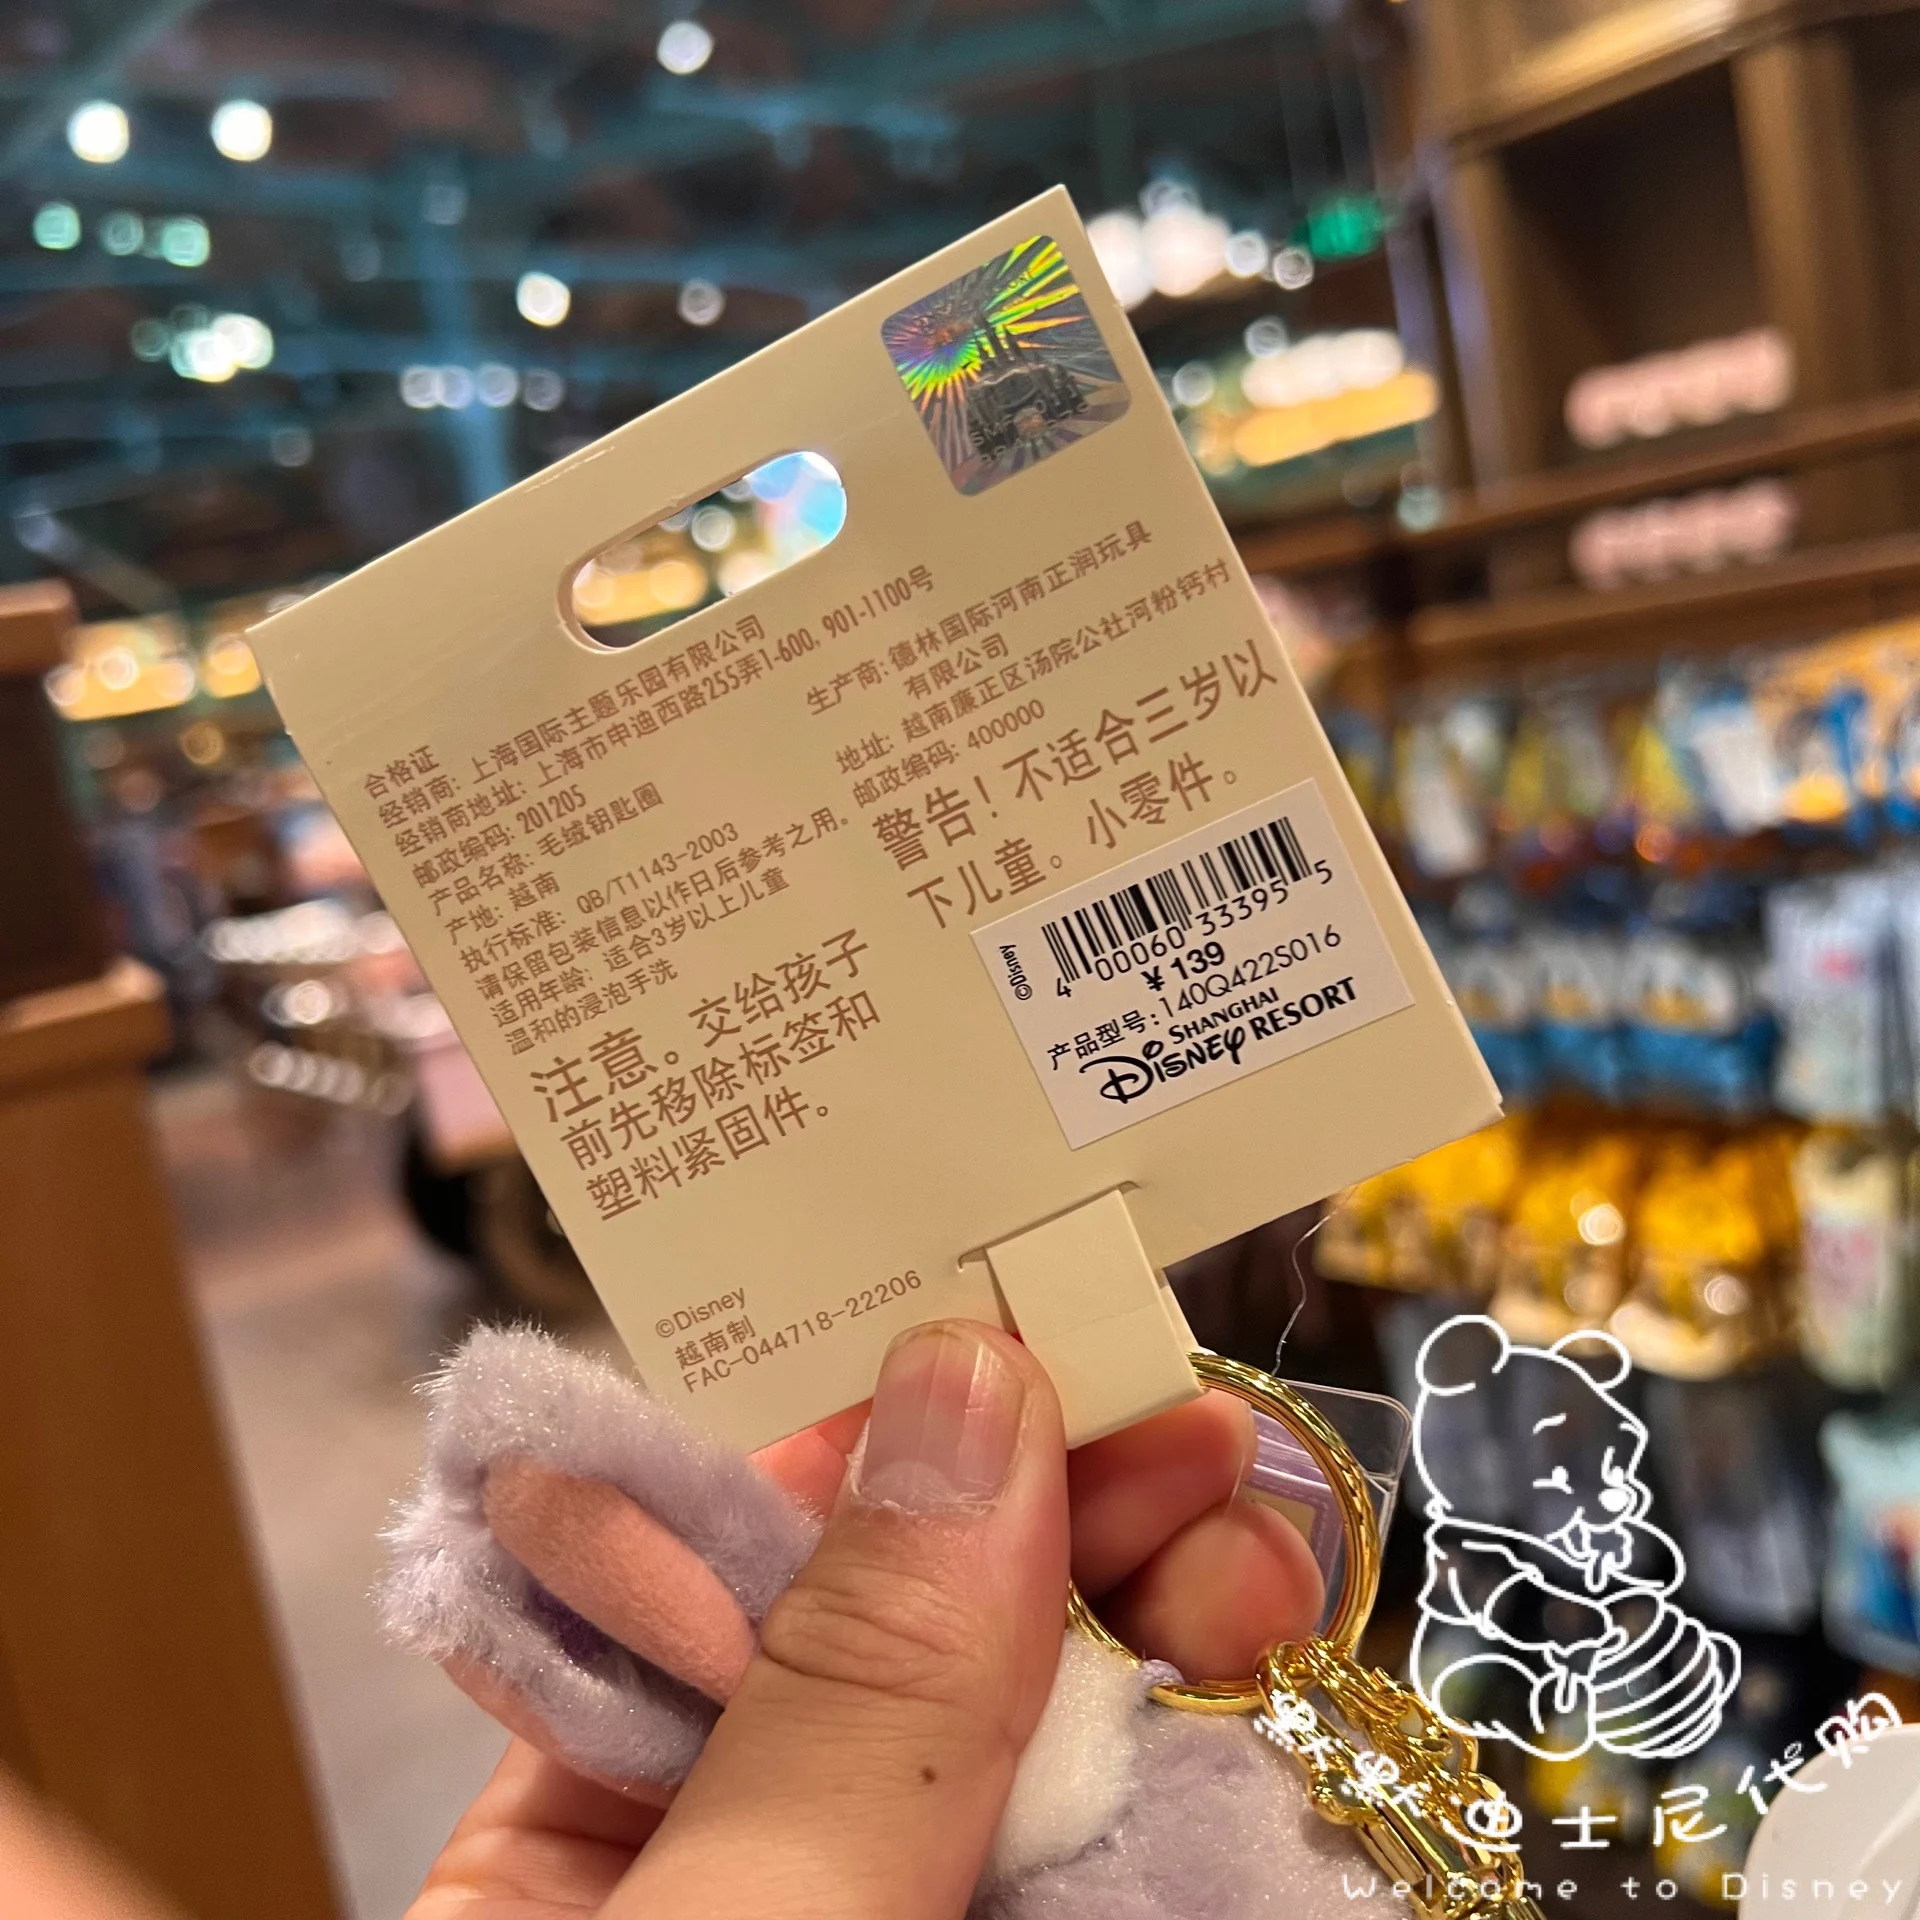 合格证
经销商: 上海国际主题乐园有限公司
经销商地址: 上海市申迪西路255弄1-600, 901-1100号
邮政编码: 201205
产品名称: 毛绒钥匙圈
产地: 越南
执行标准: QB/T1143-2003
请保留包装信息以作日后参考之用。
适用年龄: 适合3岁以上儿童
温和的浸泡手洗
注意。交给孩子
前先移除标签和
塑料紧固件。
©Disney
越南制
FAC-044718-22206
生产商: 德林国际河南正润玩具
有限公司
地址: 越南廉正区汤院公社河粉钙村
邮政编码: 400000
警告! 不适合三岁以
下儿童。小零件。
©Disney
4 00060 33395 5
¥ 139
产品型号: 140Q422S016
SHANGHAI
DISNEY RESORT
默默迪士尼代购
Welcome to Disney